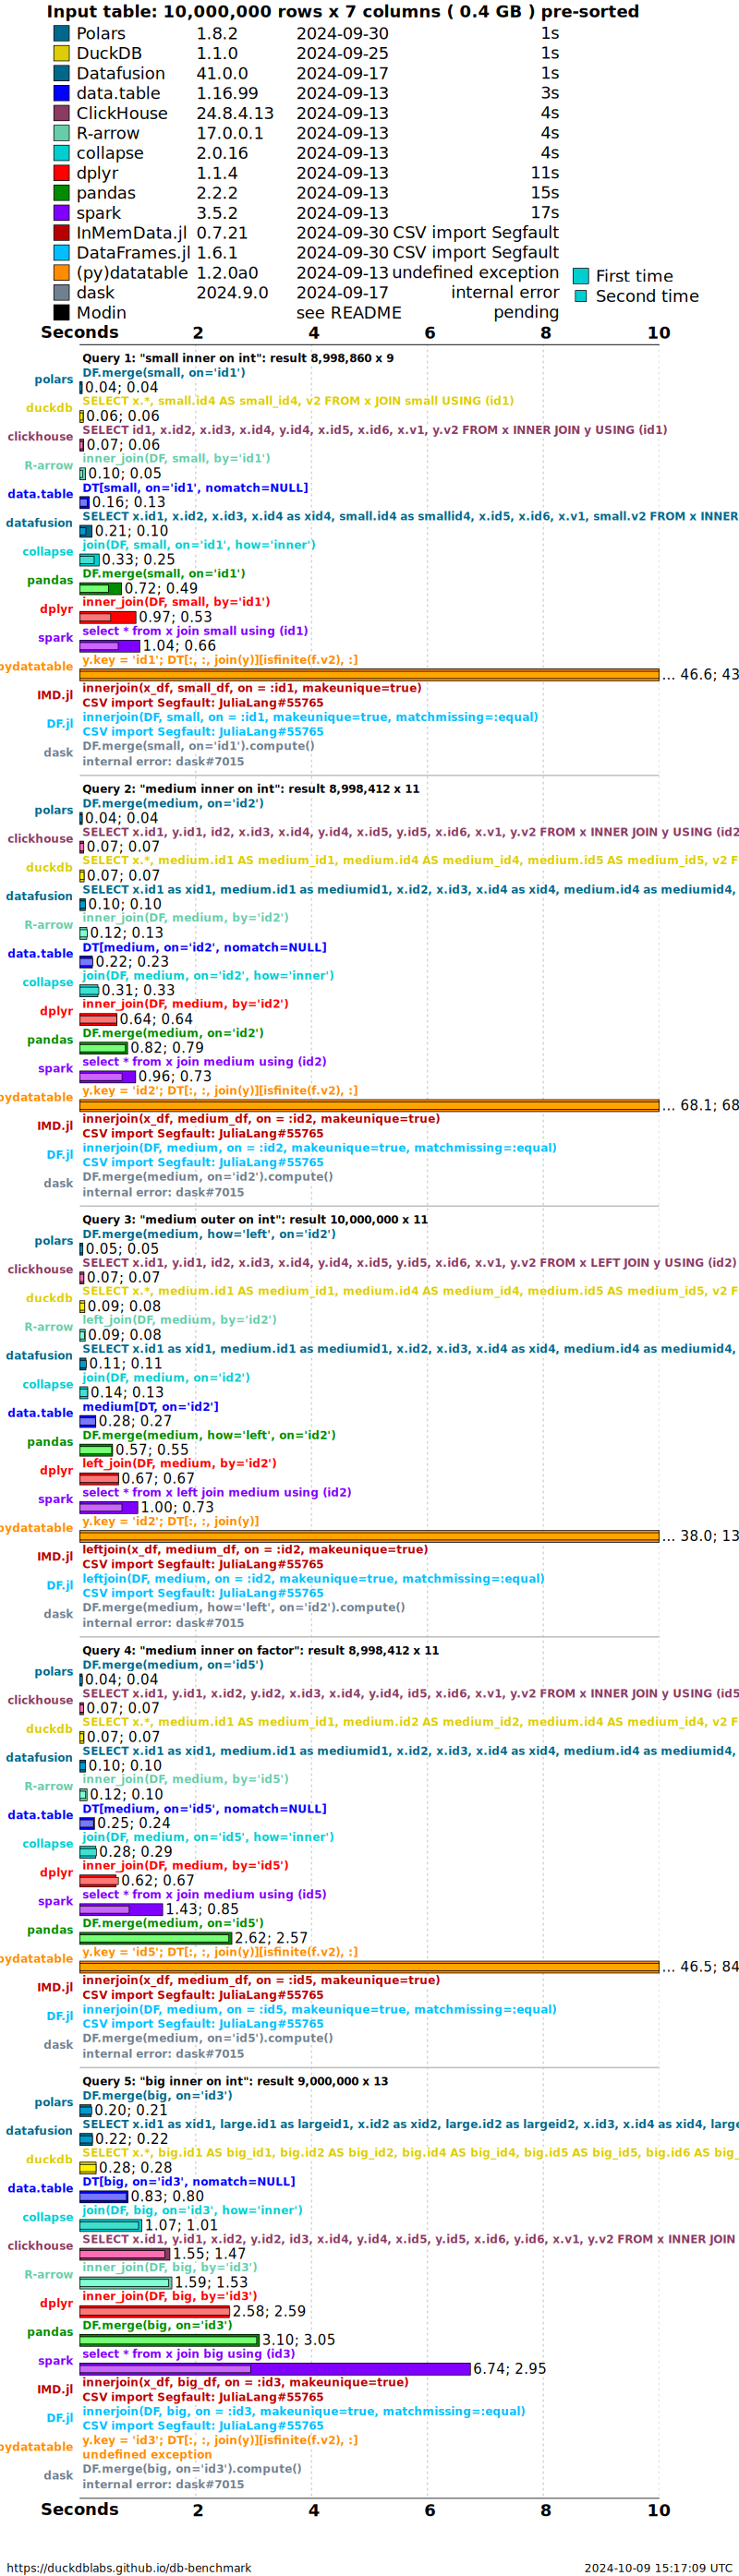 Input table: 10,000,000 rows x 7 columns ( 0.4 GB ) pre-sorted
Polars 1.8.2 2024-09-30 1s
DuckDB 1.1.0 2024-09-25 1s
Datafusion 41.0.0 2024-09-17 1s
data.table 1.16.99 2024-09-13 3s
ClickHouse 24.8.4.13 2024-09-13 4s
R-arrow 17.0.0.1 2024-09-13 4s
collapse 2.0.16 2024-09-13 4s
dplyr 1.1.4 2024-09-13 11s
pandas 2.2.2 2024-09-13 15s
spark 3.5.2 2024-09-13 17s
InMemData.jl 0.7.21 2024-09-30 CSV import Segfault
DataFrames.jl 1.6.1 2024-09-30 CSV import Segfault
(py)datatable 1.2.0a0 2024-09-13 undefined exception
dask 2024.9.0 2024-09-17 internal error
Modin see README pending
First time
Second time
Seconds 2 4 6 8 10
Query 1: "small inner on int": result 8,998,860 x 9
DF.merge(small, on='id1')
polars 0.04; 0.04
SELECT x.*, small.id4 AS small_id4, v2 FROM x JOIN small USING (id1)
duckdb 0.06; 0.06
SELECT id1, x.id2, x.id3, x.id4, y.id4, x.id5, x.id6, x.v1, y.v2 FROM x INNER JOIN y USING (id1)
clickhouse 0.07; 0.06
inner_join(DF, small, by='id1')
R-arrow 0.10; 0.05
DT[small, on='id1', nomatch=NULL]
data.table 0.16; 0.13
SELECT x.id1, x.id2, x.id3, x.id4 as xid4, small.id4 as smallid4, x.id5, x.id6, x.v1, small.v2 FROM x INNER
datafusion 0.21; 0.10
join(DF, small, on='id1', how='inner')
collapse 0.33; 0.25
DF.merge(small, on='id1')
pandas 0.72; 0.49
inner_join(DF, small, by='id1')
dplyr 0.97; 0.53
select * from x join small using (id1)
spark 1.04; 0.66
y.key = 'id1'; DT[:, :, join(y)][isfinite(f.v2), :]
pydatatable ... 46.6; 43
innerjoin(x_df, small_df, on = :id1, makeunique=true)
IMD.jl CSV import Segfault: JuliaLang#55765
innerjoin(DF, small, on = :id1, makeunique=true, matchmissing=:equal)
DF.jl CSV import Segfault: JuliaLang#55765
DF.merge(small, on='id1').compute()
dask internal error: dask#7015
Query 2: "medium inner on int": result 8,998,412 x 11
DF.merge(medium, on='id2')
polars 0.04; 0.04
SELECT x.id1, y.id1, id2, x.id3, x.id4, y.id4, x.id5, y.id5, x.id6, x.v1, y.v2 FROM x INNER JOIN y USING (id2
clickhouse 0.07; 0.07
SELECT x.*, medium.id1 AS medium_id1, medium.id4 AS medium_id4, medium.id5 AS medium_id5, v2 F
duckdb 0.07; 0.07
SELECT x.id1 as xid1, medium.id1 as mediumid1, x.id2, x.id3, x.id4 as xid4, medium.id4 as mediumid4,
datafusion 0.10; 0.10
inner_join(DF, medium, by='id2')
R-arrow 0.12; 0.13
DT[medium, on='id2', nomatch=NULL]
data.table 0.22; 0.23
join(DF, medium, on='id2', how='inner')
collapse 0.31; 0.33
inner_join(DF, medium, by='id2')
dplyr 0.64; 0.64
DF.merge(medium, on='id2')
pandas 0.82; 0.79
select * from x join medium using (id2)
spark 0.96; 0.73
y.key = 'id2'; DT[:, :, join(y)][isfinite(f.v2), :]
pydatatable ... 68.1; 68
innerjoin(x_df, medium_df, on = :id2, makeunique=true)
IMD.jl CSV import Segfault: JuliaLang#55765
innerjoin(DF, medium, on = :id2, makeunique=true, matchmissing=:equal)
DF.jl CSV import Segfault: JuliaLang#55765
DF.merge(medium, on='id2').compute()
dask internal error: dask#7015
Query 3: "medium outer on int": result 10,000,000 x 11
DF.merge(medium, how='left', on='id2')
polars 0.05; 0.05
SELECT x.id1, y.id1, id2, x.id3, x.id4, y.id4, x.id5, y.id5, x.id6, x.v1, y.v2 FROM x LEFT JOIN y USING (id2)
clickhouse 0.07; 0.07
SELECT x.*, medium.id1 AS medium_id1, medium.id4 AS medium_id4, medium.id5 AS medium_id5, v2 F
duckdb 0.09; 0.08
left_join(DF, medium, by='id2')
R-arrow 0.09; 0.08
SELECT x.id1 as xid1, medium.id1 as mediumid1, x.id2, x.id3, x.id4 as xid4, medium.id4 as mediumid4,
datafusion 0.11; 0.11
join(DF, medium, on='id2')
collapse 0.14; 0.13
medium[DT, on='id2']
data.table 0.28; 0.27
DF.merge(medium, how='left', on='id2')
pandas 0.57; 0.55
left_join(DF, medium, by='id2')
dplyr 0.67; 0.67
select * from x left join medium using (id2)
spark 1.00; 0.73
y.key = 'id2'; DT[:, :, join(y)]
pydatatable ... 38.0; 13
leftjoin(x_df, medium_df, on = :id2, makeunique=true)
IMD.jl CSV import Segfault: JuliaLang#55765
leftjoin(DF, medium, on = :id2, makeunique=true, matchmissing=:equal)
DF.jl CSV import Segfault: JuliaLang#55765
DF.merge(medium, how='left', on='id2').compute()
dask internal error: dask#7015
Query 4: "medium inner on factor": result 8,998,412 x 11
DF.merge(medium, on='id5')
polars 0.04; 0.04
SELECT x.id1, y.id1, x.id2, y.id2, x.id3, x.id4, y.id4, id5, x.id6, x.v1, y.v2 FROM x INNER JOIN y USING (id5
clickhouse 0.07; 0.07
SELECT x.*, medium.id1 AS medium_id1, medium.id2 AS medium_id2, medium.id4 AS medium_id4, v2 F
duckdb 0.07; 0.07
SELECT x.id1 as xid1, medium.id1 as mediumid1, x.id2, x.id3, x.id4 as xid4, medium.id4 as mediumid4,
datafusion 0.10; 0.10
inner_join(DF, medium, by='id5')
R-arrow 0.12; 0.10
DT[medium, on='id5', nomatch=NULL]
data.table 0.25; 0.24
join(DF, medium, on='id5', how='inner')
collapse 0.28; 0.29
inner_join(DF, medium, by='id5')
dplyr 0.62; 0.67
select * from x join medium using (id5)
spark 1.43; 0.85
DF.merge(medium, on='id5')
pandas 2.62; 2.57
y.key = 'id5'; DT[:, :, join(y)][isfinite(f.v2), :]
pydatatable ... 46.5; 84
innerjoin(x_df, medium_df, on = :id5, makeunique=true)
IMD.jl CSV import Segfault: JuliaLang#55765
innerjoin(DF, medium, on = :id5, makeunique=true, matchmissing=:equal)
DF.jl CSV import Segfault: JuliaLang#55765
DF.merge(medium, on='id5').compute()
dask internal error: dask#7015
Query 5: "big inner on int": result 9,000,000 x 13
DF.merge(big, on='id3')
polars 0.20; 0.21
SELECT x.id1 as xid1, large.id1 as largeid1, x.id2 as xid2, large.id2 as largeid2, x.id3, x.id4 as xid4, large
datafusion 0.22; 0.22
SELECT x.*, big.id1 AS big_id1, big.id2 AS big_id2, big.id4 AS big_id4, big.id5 AS big_id5, big.id6 AS big_
duckdb 0.28; 0.28
DT[big, on='id3', nomatch=NULL]
data.table 0.83; 0.80
join(DF, big, on='id3', how='inner')
collapse 1.07; 1.01
SELECT x.id1, y.id1, x.id2, y.id2, id3, x.id4, y.id4, x.id5, y.id5, x.id6, y.id6, x.v1, y.v2 FROM x INNER JOIN
clickhouse 1.55; 1.47
inner_join(DF, big, by='id3')
R-arrow 1.59; 1.53
inner_join(DF, big, by='id3')
dplyr 2.58; 2.59
DF.merge(big, on='id3')
pandas 3.10; 3.05
select * from x join big using (id3)
spark 6.74; 2.95
innerjoin(x_df, big_df, on = :id3, makeunique=true)
IMD.jl CSV import Segfault: JuliaLang#55765
innerjoin(DF, big, on = :id3, makeunique=true, matchmissing=:equal)
DF.jl CSV import Segfault: JuliaLang#55765
y.key = 'id3'; DT[:, :, join(y)][isfinite(f.v2), :]
pydatatable undefined exception
DF.merge(big, on='id3').compute()
dask internal error: dask#7015
Seconds 2 4 6 8 10
https://duckdblabs.github.io/db-benchmark 2024-10-09 15:17:09 UTC